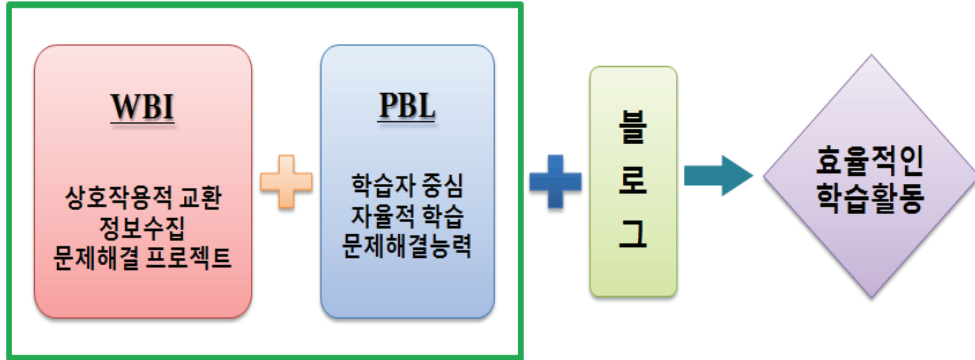 WBI
상호작용적 교환
정보수집
문제해결 프로젝트
PBL
학습자 중심
자율적 학습
문제해결능력
블
로
그
효율적인
학습활동